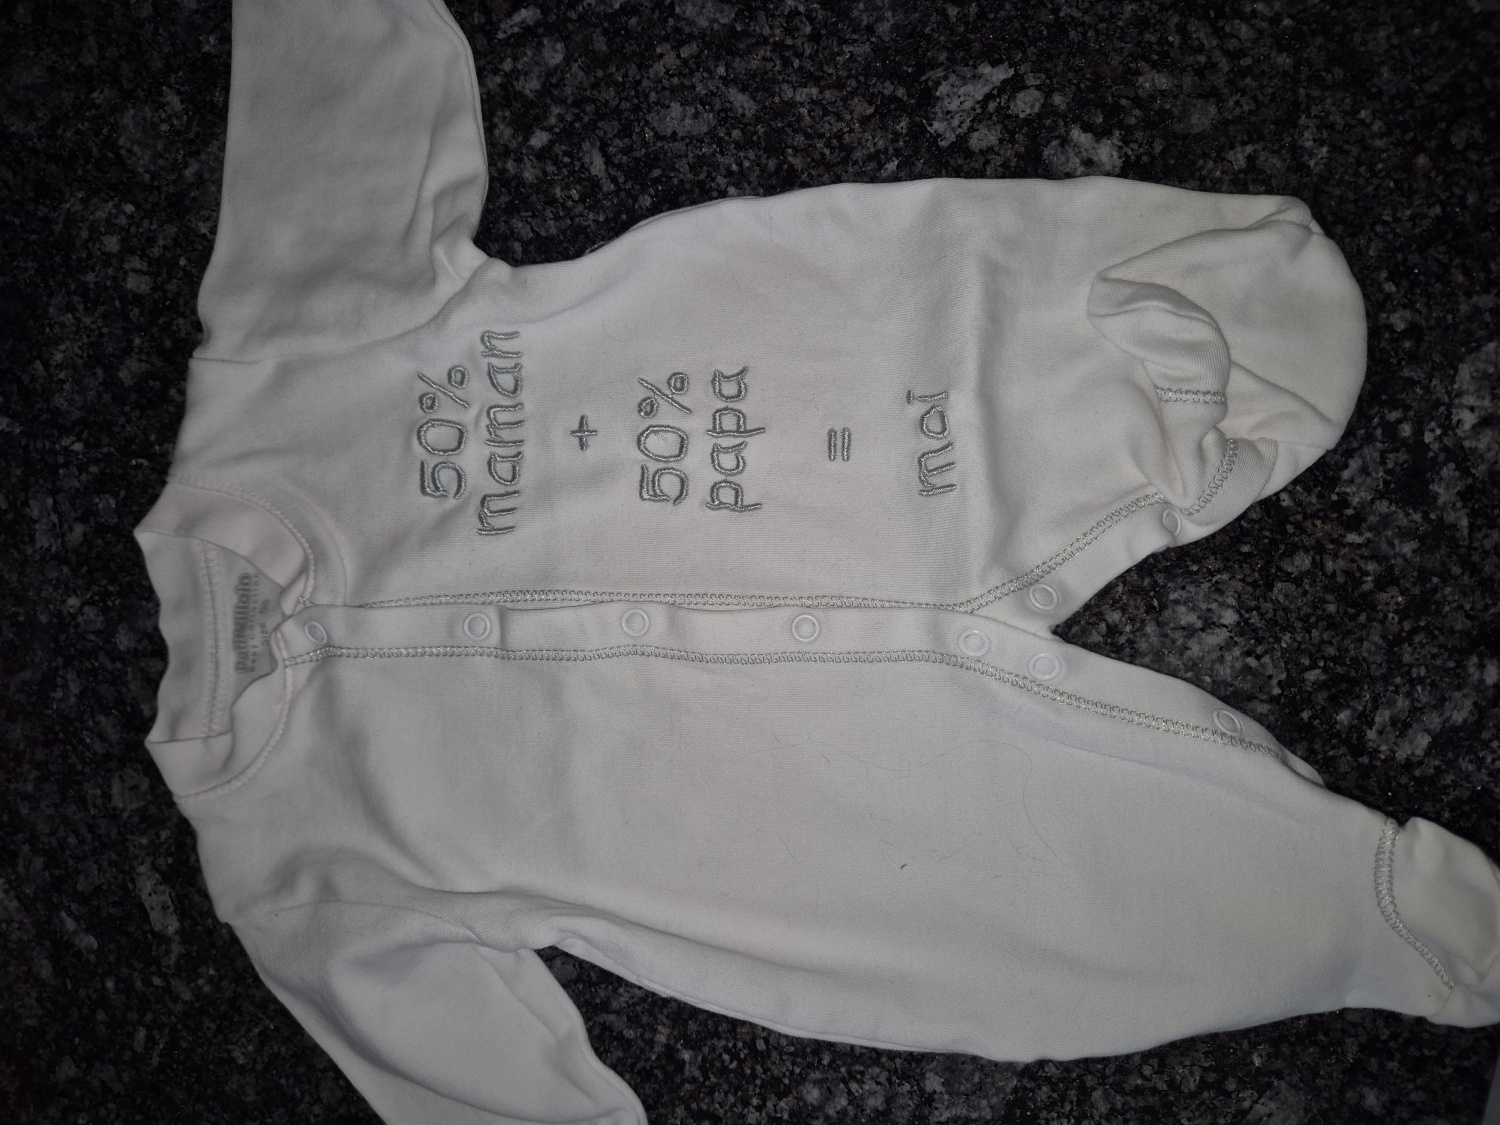 50%
maman
+
50%
papa
=
moi